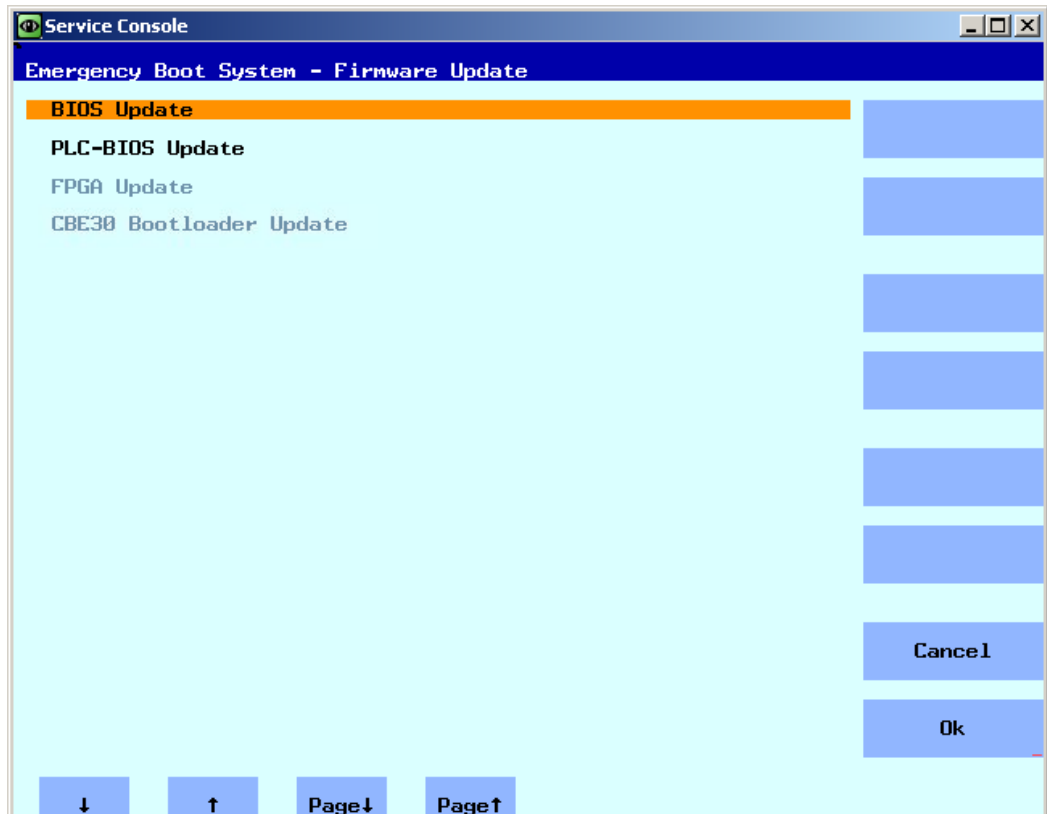 Service Console
Emergency Boot System - Firmware Update
BIOS Update
PLC-BIOS Update
FPGA Update
CBE30 Bootloader Update
Cancel
Ok
↓ ↑ Page↓ Page↑